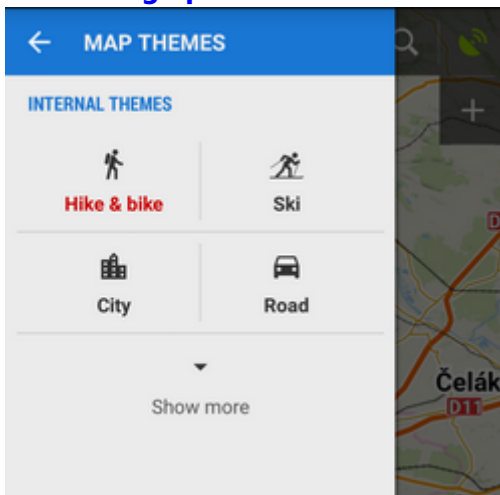 MAP THEMES
INTERNAL THEMES
Hike & bike
Ski
City
Road
Show more
Čelák
D11